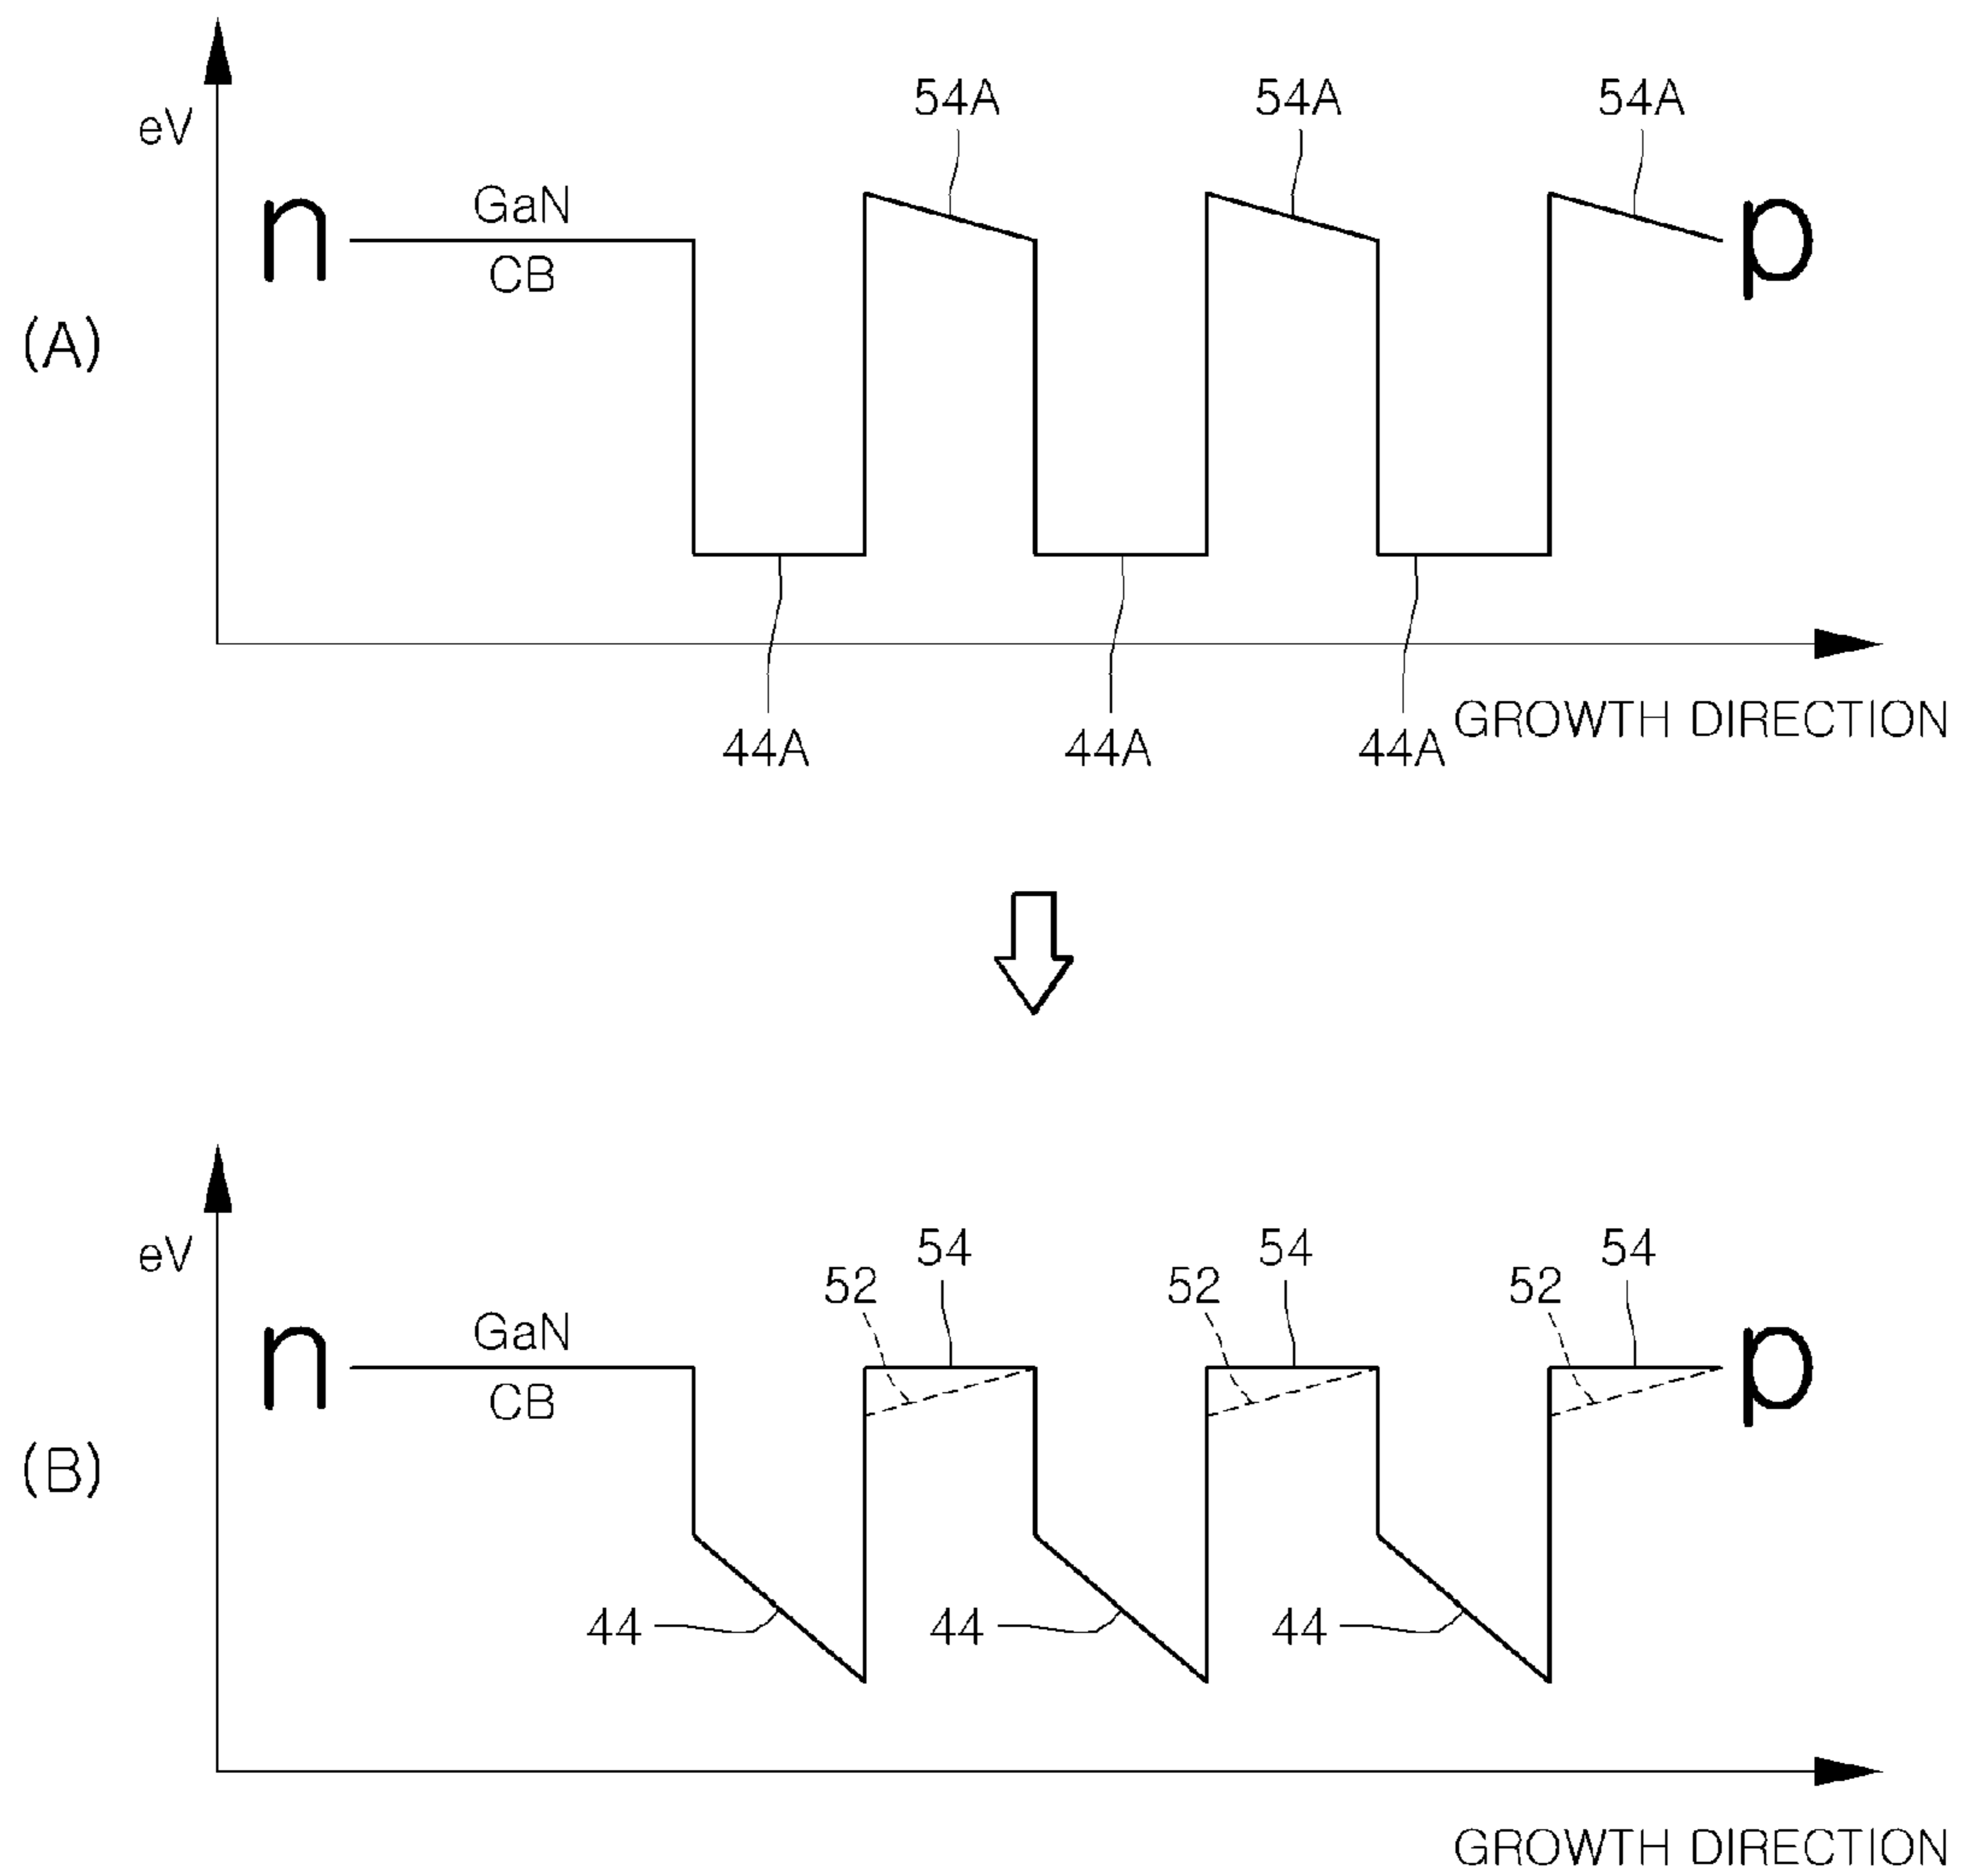 54A 54A 54A
eV
n GaN p
CB
(A)
GROWTH DIRECTION
44A 44A 44A
54 54 54
eV 52 52 52
n GaN p
CB
(B)
44 44 44
GROWTH DIRECTION